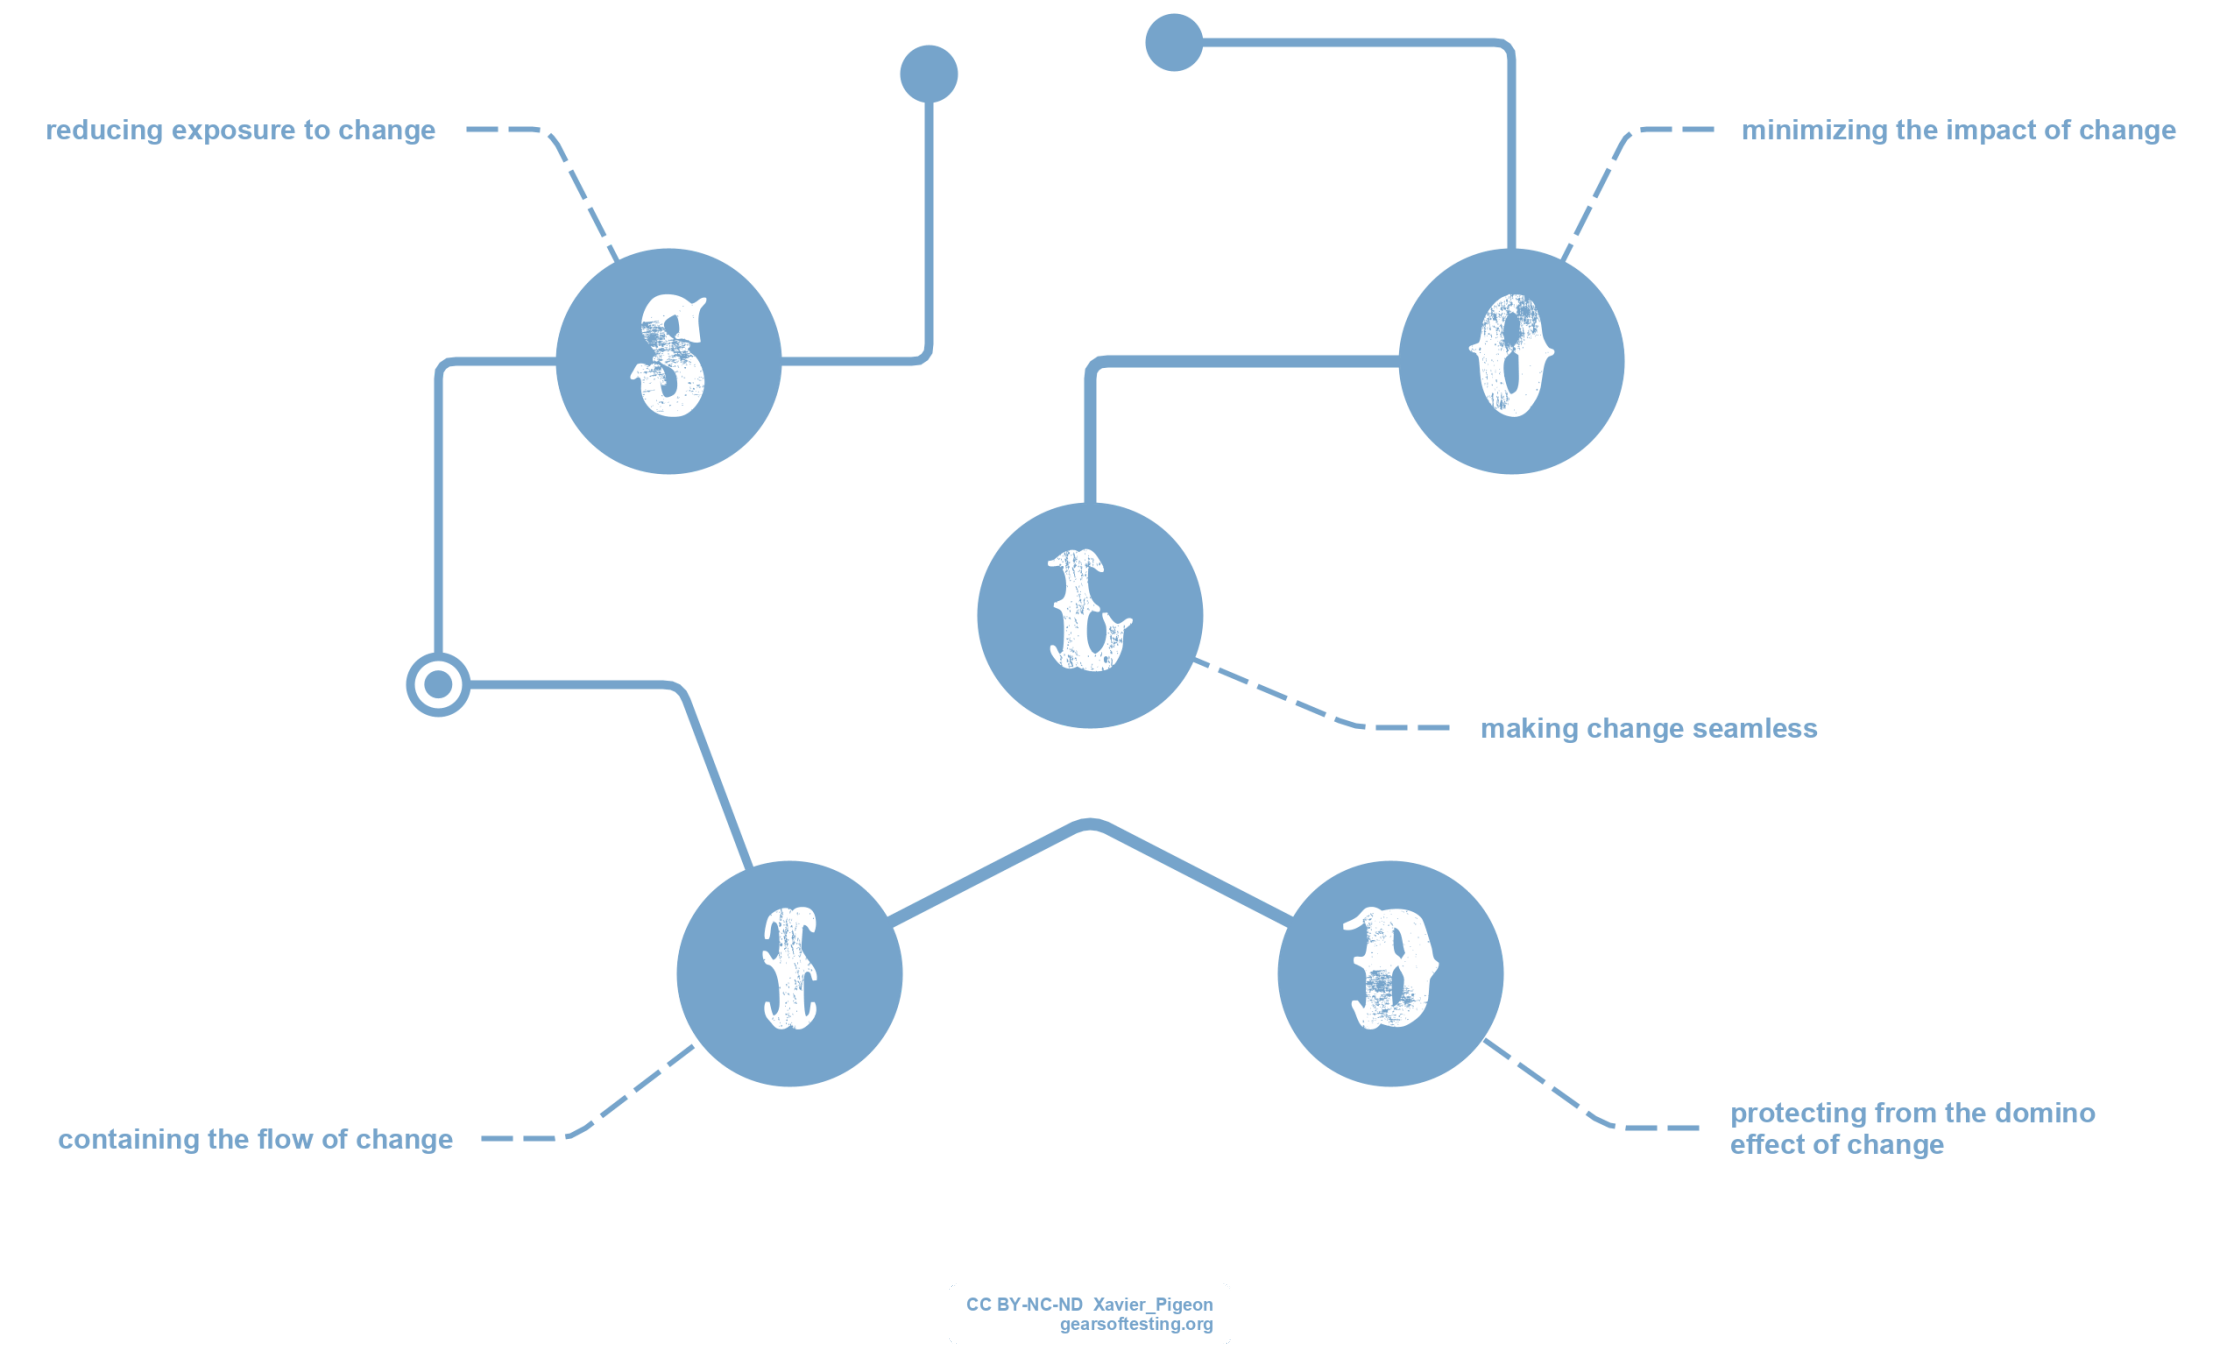 reducing exposure to change
minimizing the impact of change
S
O
L
making change seamless
I
D
containing the flow of change
protecting from the domino
effect of change
CC BY-NC-ND  Xavier_Pigeon
gearsoftesting.org